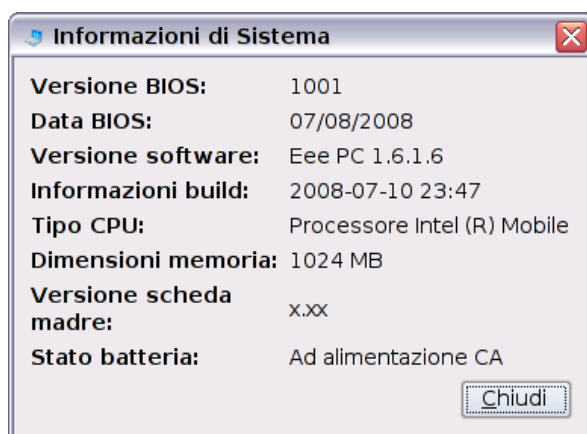 Informazioni di Sistema
Versione BIOS: 1001
Data BIOS: 07/08/2008
Versione software: Eee PC 1.6.1.6
Informazioni build: 2008-07-10 23:47
Tipo CPU: Processore Intel (R) Mobile
Dimensioni memoria: 1024 MB
Versione scheda
madre: x.xx
Stato batteria: Ad alimentazione CA
Chiudi